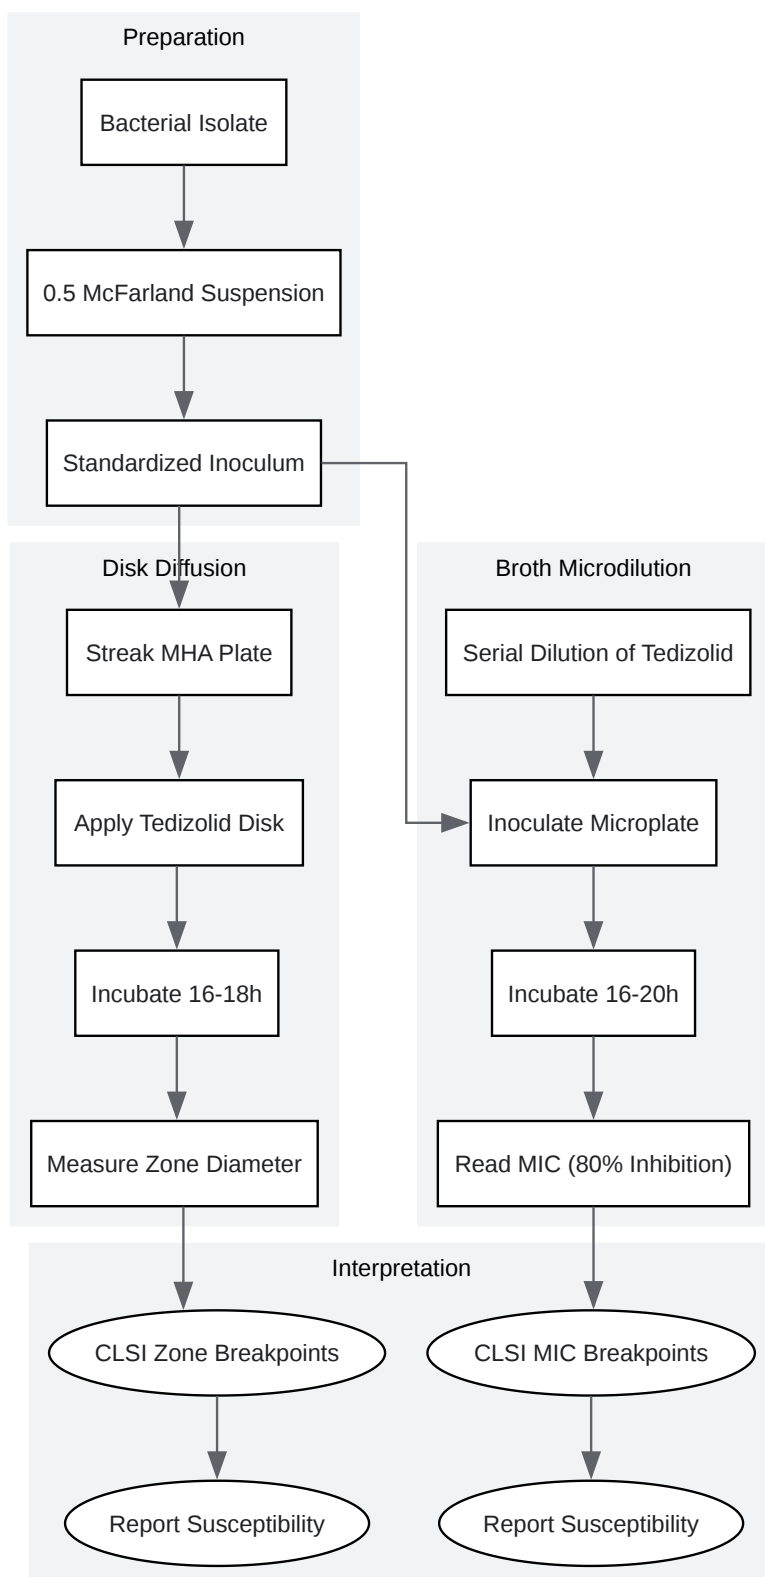 Preparation
Bacterial Isolate
0.5 McFarland Suspension
Standardized Inoculum
Disk Diffusion
Streak MHA Plate
Apply Tedizolid Disk
Incubate 16-18h
Measure Zone Diameter
Broth Microdilution
Serial Dilution of Tedizolid
Inoculate Microplate
Incubate 16-20h
Read MIC (80% Inhibition)
Interpretation
CLSI Zone Breakpoints
Report Susceptibility
CLSI MIC Breakpoints
Report Susceptibility